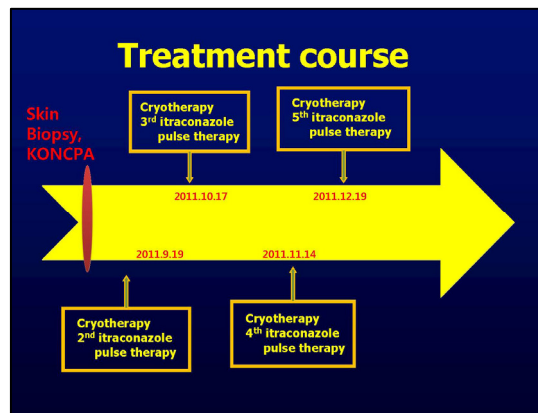 Treatment course
Skin
Biopsy,
KONCPA
Cryotherapy
3rd itraconazole
pulse therapy
Cryotherapy
5th itraconazole
pulse therapy
2011.10.17
2011.12.19
2011.9.19
2011.11.14
Cryotherapy
2nd itraconazole
pulse therapy
Cryotherapy
4th itraconazole
pulse therapy